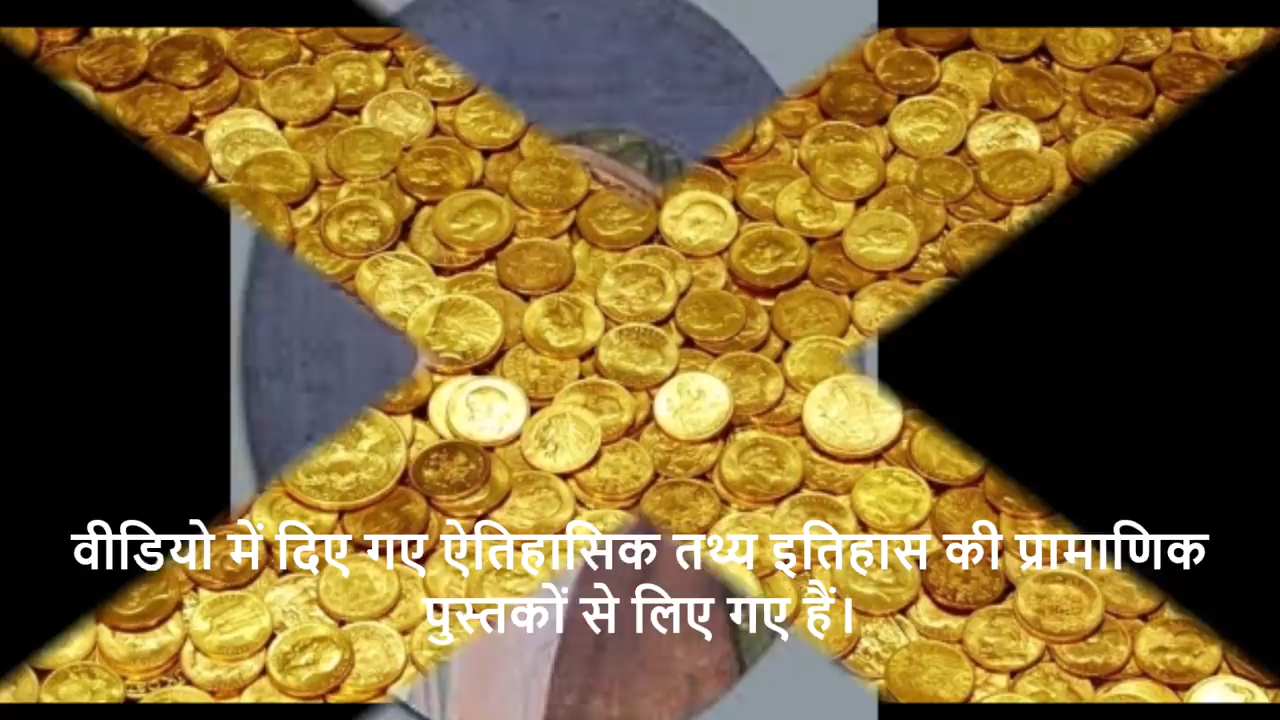 वीडियो में दिए गए ऐतिहासिक तथ्य इतिहास की प्रामाणिक
पुस्तकों से लिए गए हैं।